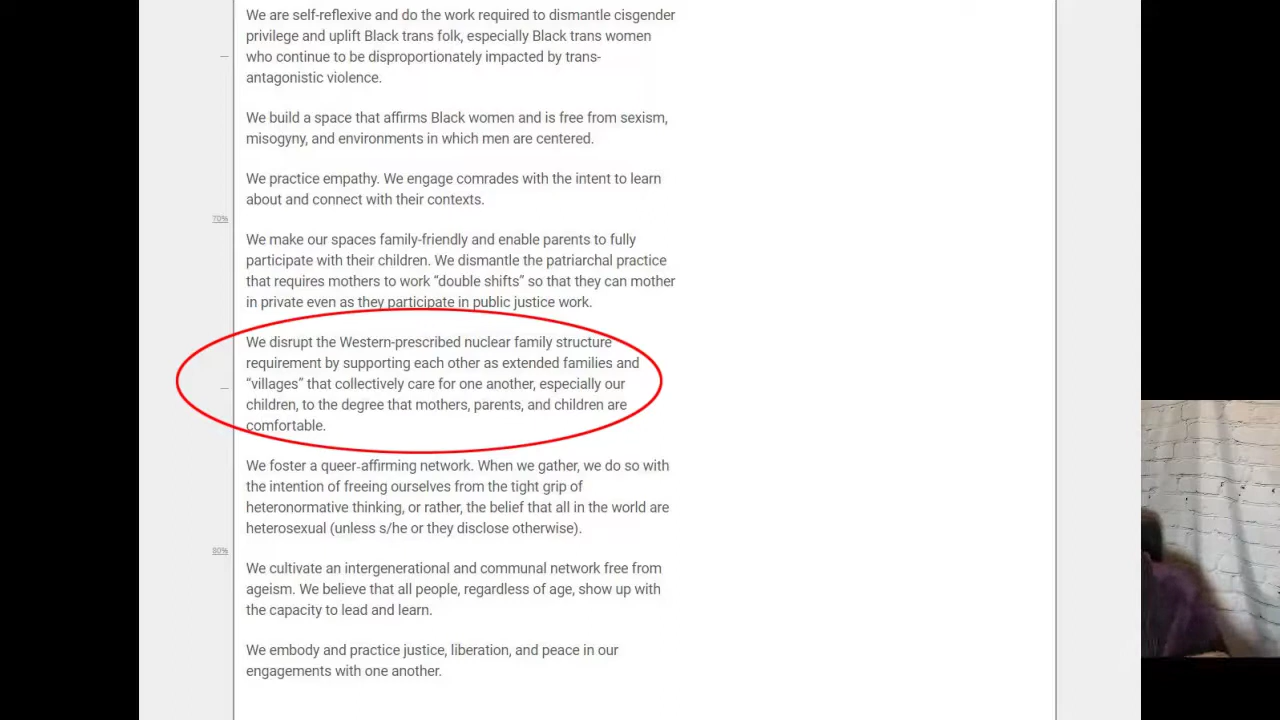 We are self-reflexive and do the work required to dismantle cisgender
privilege and uplift Black trans folk, especially Black trans women
who continue to be disproportionately impacted by trans-
antagonistic violence.
We build a space that affirms Black women and is free from sexism,
misogyny, and environments in which men are centered.
We practice empathy. We engage comrades with the intent to learn
about and connect with their contexts.
70%
We make our spaces family-friendly and enable parents to fully
participate with their children. We dismantle the patriarchal practice
that requires mothers to work “double shifts” so that they can mother
in private even as they participate in public justice work.
We disrupt the Western-prescribed nuclear family structure
requirement by supporting each other as extended families and
“villages” that collectively care for one another, especially our
children, to the degree that mothers, parents, and children are
comfortable.
We foster a queer-affirming network. When we gather, we do so with
the intention of freeing ourselves from the tight grip of
heteronormative thinking, or rather, the belief that all in the world are
heterosexual (unless s/he or they disclose otherwise).
80%
We cultivate an intergenerational and communal network free from
ageism. We believe that all people, regardless of age, show up with
the capacity to lead and learn.
We embody and practice justice, liberation, and peace in our
engagements with one another.